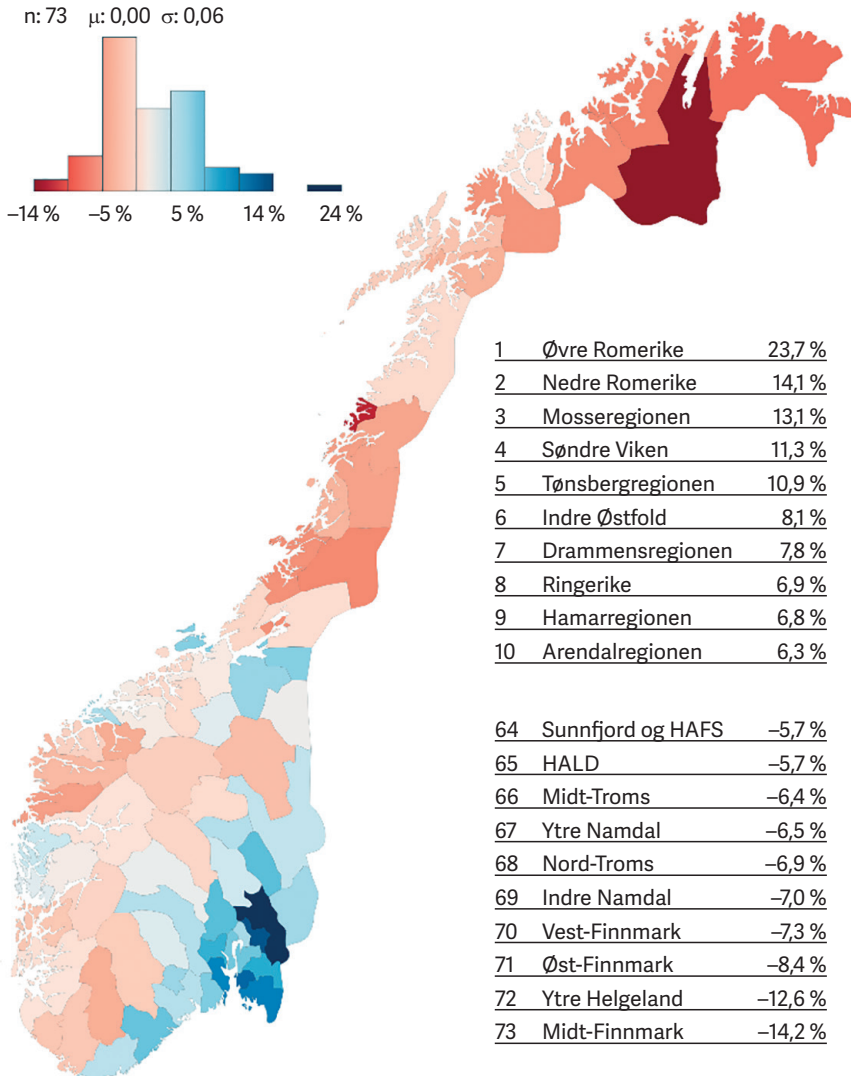 n: 73 μ: 0,00 σ: 0,06
–14 % –5 % 5 % 14 % 24 %
1 Øvre Romerike 23,7 %
2 Nedre Romerike 14,1 %
3 Mosseregionen 13,1 %
4 Søndre Viken 11,3 %
5 Tønsbergregionen 10,9 %
6 Indre Østfold 8,1 %
7 Drammensregionen 7,8 %
8 Ringerike 6,9 %
9 Hamarregionen 6,8 %
10 Arendalregionen 6,3 %
64 Sunnfjord og HAFS –5,7 %
65 HALD –5,7 %
66 Midt-Troms –6,4 %
67 Ytre Namdal –6,5 %
68 Nord-Troms –6,9 %
69 Indre Namdal –7,0 %
70 Vest-Finnmark –7,3 %
71 Øst-Finnmark –8,4 %
72 Ytre Helgeland –12,6 %
73 Midt-Finnmark –14,2 %